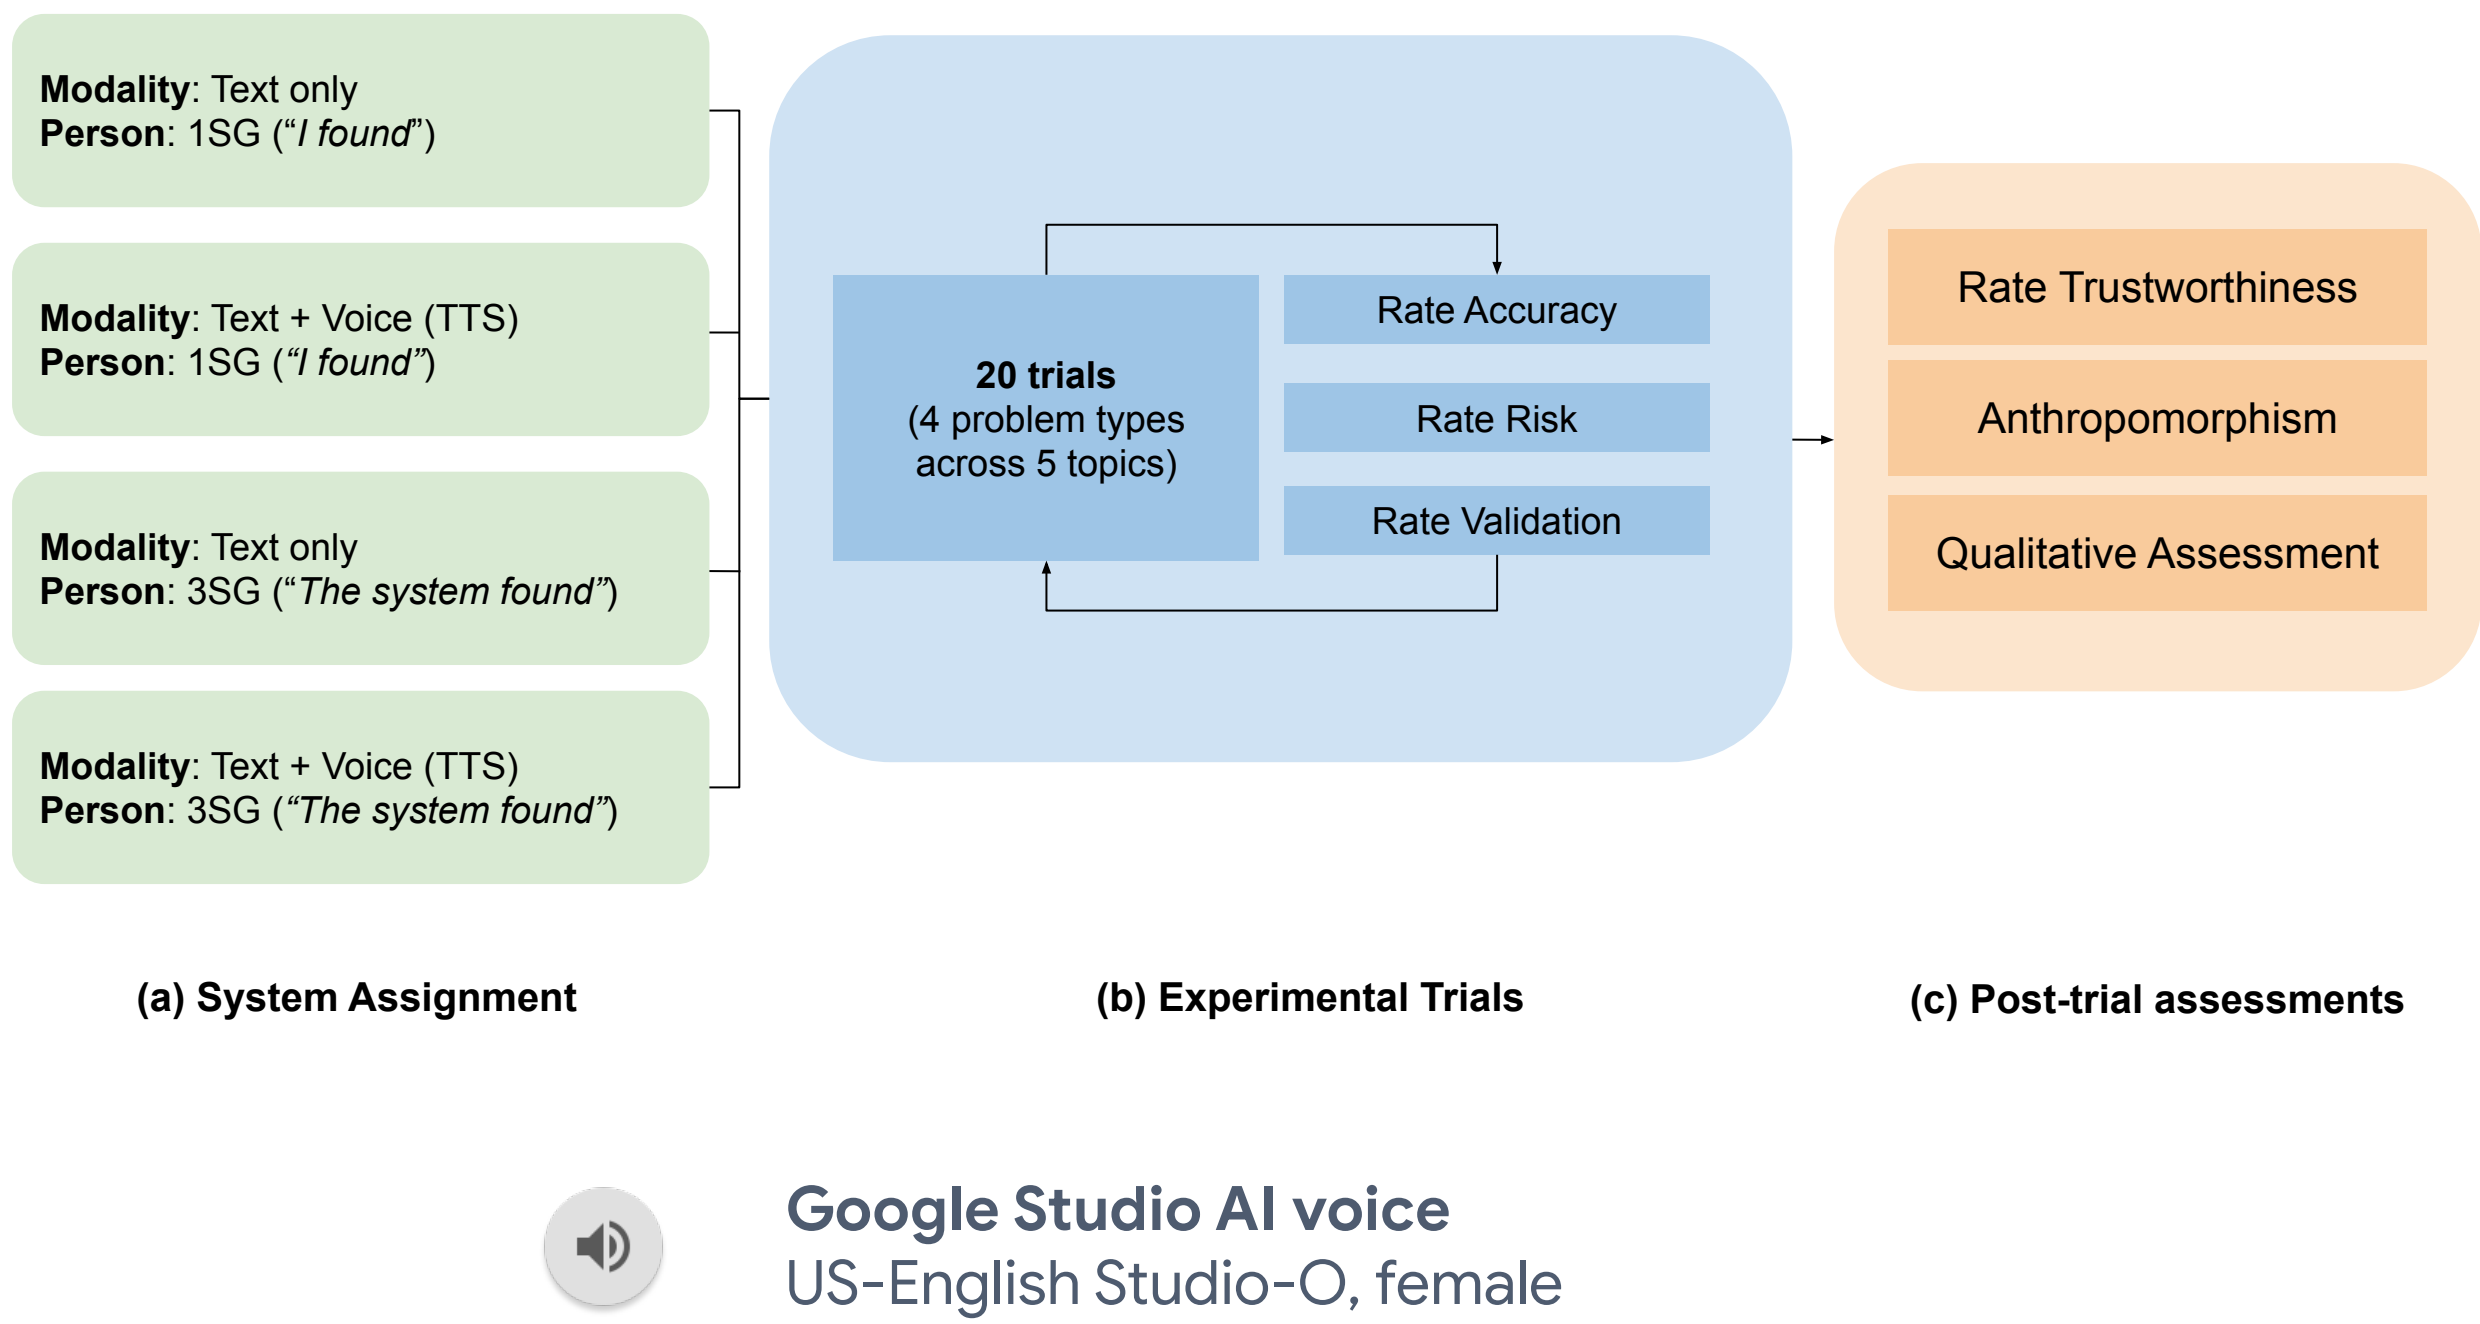 Modality: Text only
Person: 1SG (“I found”)
Modality: Text + Voice (TTS)
Person: 1SG (“I found”)
Modality: Text only
Person: 3SG (“The system found”)
Modality: Text + Voice (TTS)
Person: 3SG (“The system found”)
20 trials
(4 problem types
across 5 topics)
Rate Accuracy
Rate Risk
Rate Validation
Rate Trustworthiness
Anthropomorphism
Qualitative Assessment
(a) System Assignment
(b) Experimental Trials
(c) Post-trial assessments
Google Studio AI voice
US-English Studio-O, female